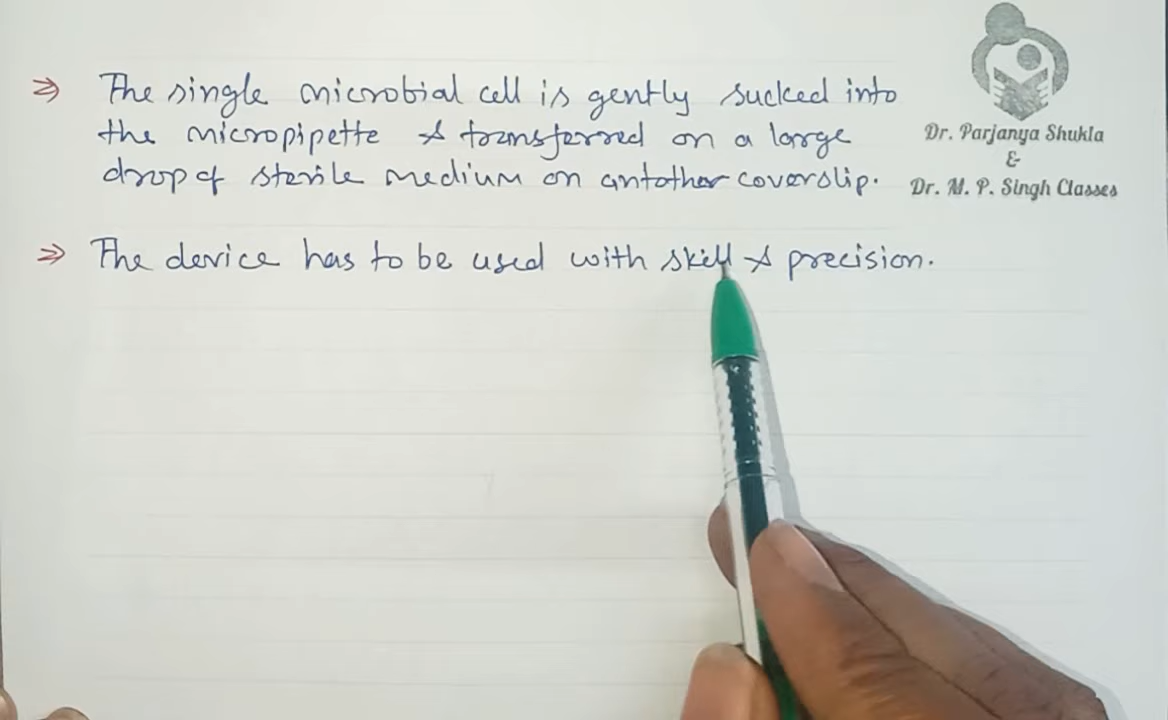 ⇒ The single microbial cell is gently sucked into
the micropipette & transferred on a large
drop of sterile medium on antother coverslip.
⇒ The device has to be used with skill & precision.
Dr. Parjanya Shukla
&
Dr. M. P. Singh Classes